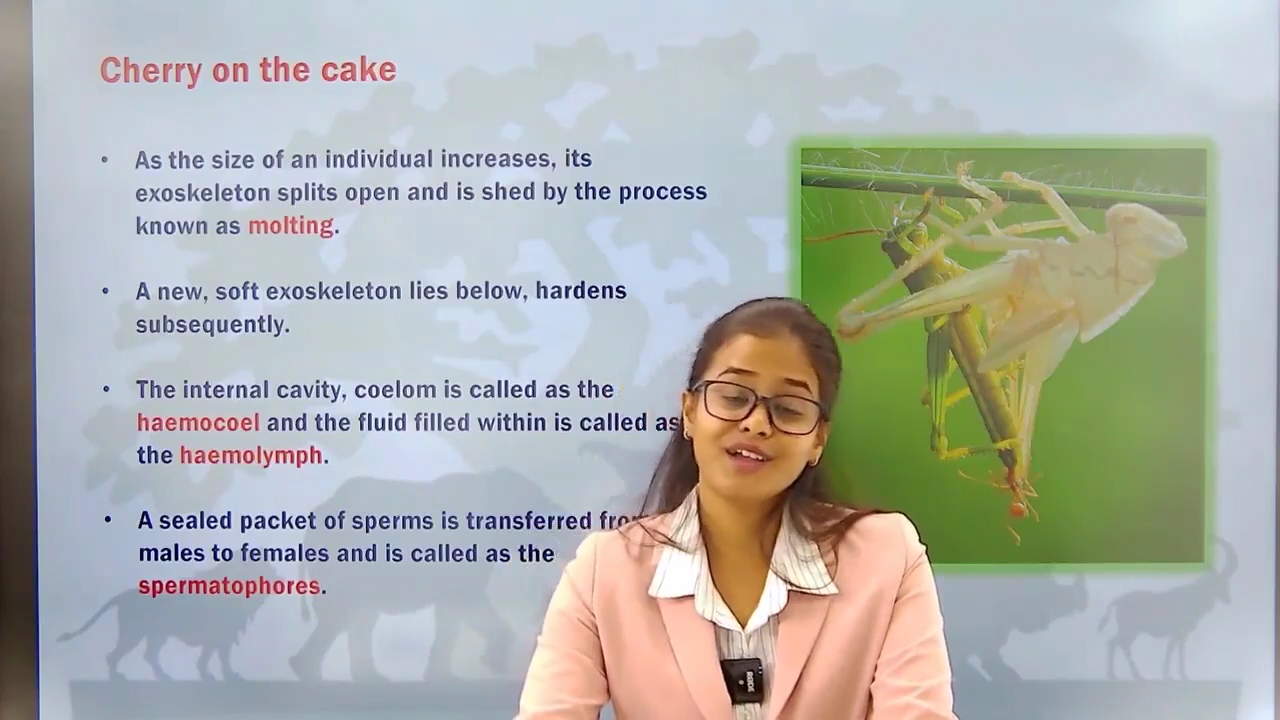 Cherry on the cake
• As the size of an individual increases, its
exoskeleton splits open and is shed by the process
known as molting.
• A new, soft exoskeleton lies below, hardens
subsequently.
• The internal cavity, coelom is called as the
haemocoel and the fluid filled within is called as
the haemolymph.
• A sealed packet of sperms is transferred from
males to females and is called as the
spermatophores.
RØDE